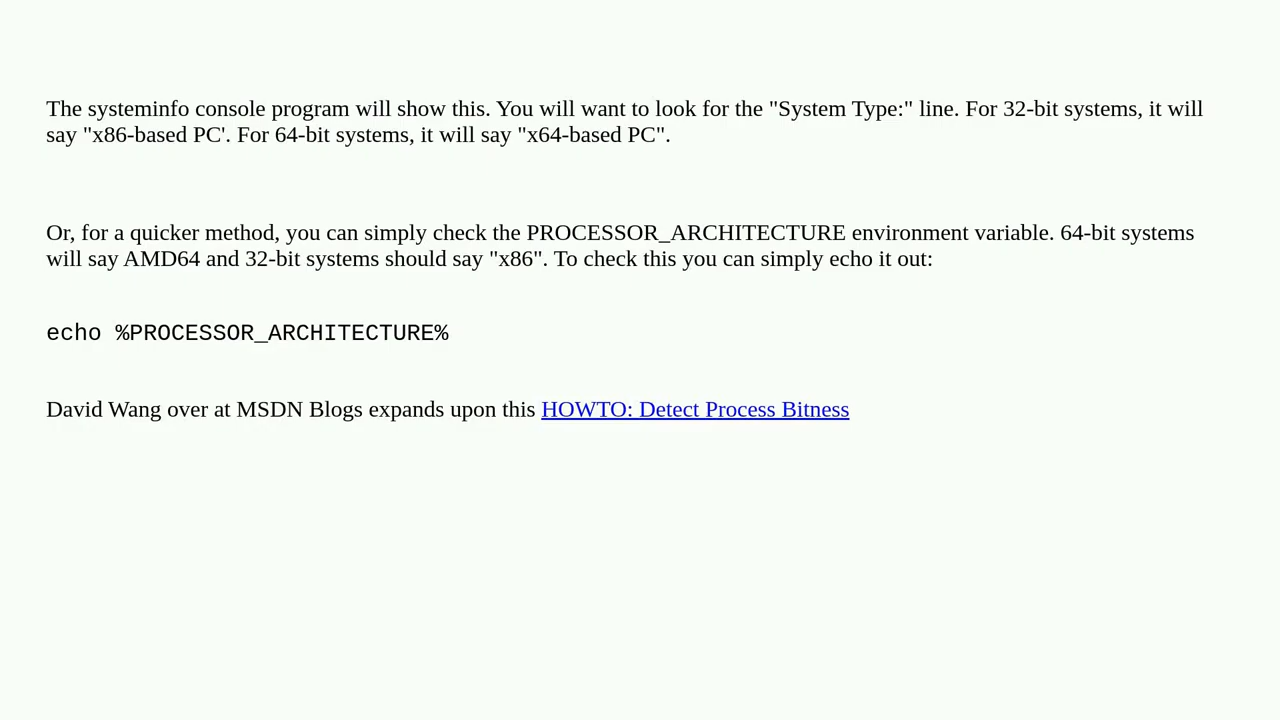 The systeminfo console program will show this. You will want to look for the "System Type:" line. For 32-bit systems, it will
say "x86-based PC'. For 64-bit systems, it will say "x64-based PC".
Or, for a quicker method, you can simply check the PROCESSOR_ARCHITECTURE environment variable. 64-bit systems
will say AMD64 and 32-bit systems should say "x86". To check this you can simply echo it out:
echo %PROCESSOR_ARCHITECTURE%
David Wang over at MSDN Blogs expands upon this HOWTO: Detect Process Bitness